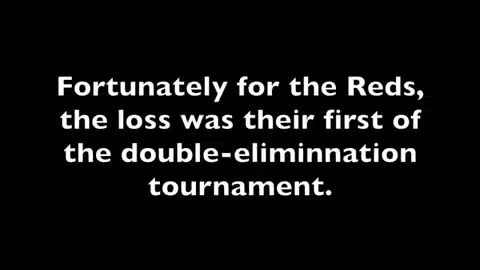 Fortunately for the Reds,
the loss was their first of
the double-eliminnation
tournament.